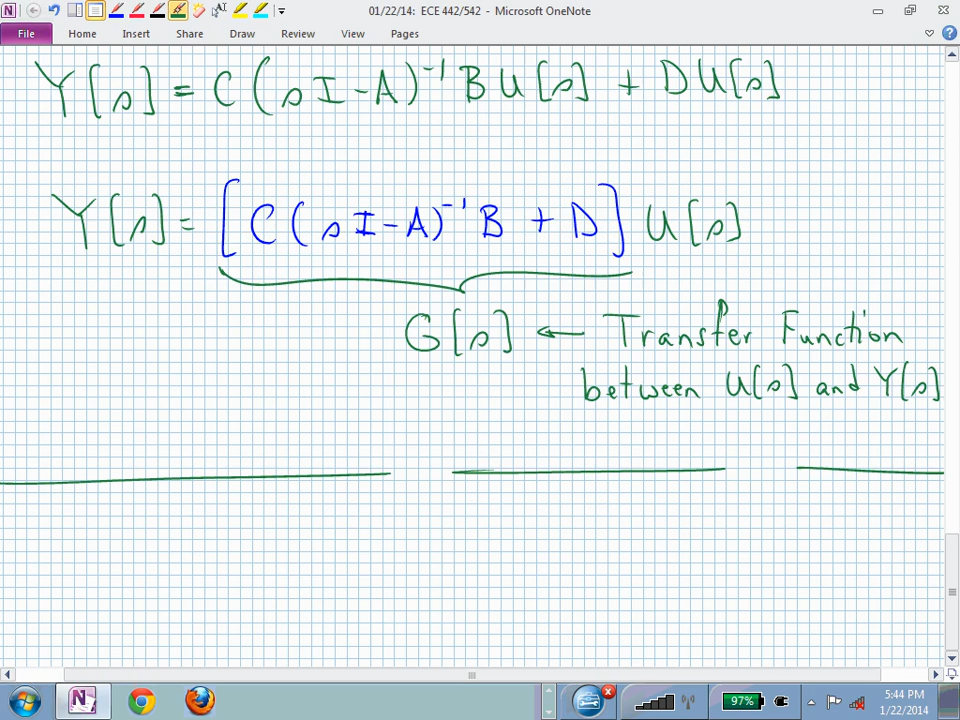 01/22/14: ECE 442/542 - Microsoft OneNote
File Home Insert Share Draw Review View Pages
Y[s] = C(sI-A)⁻¹BU[s] + DU[s]
Y[s] = [C(sI-A)⁻¹B + D] U[s]
G[s] ← Transfer Function
between U[s] and Y[s]
97%
5:44 PM
1/22/2014